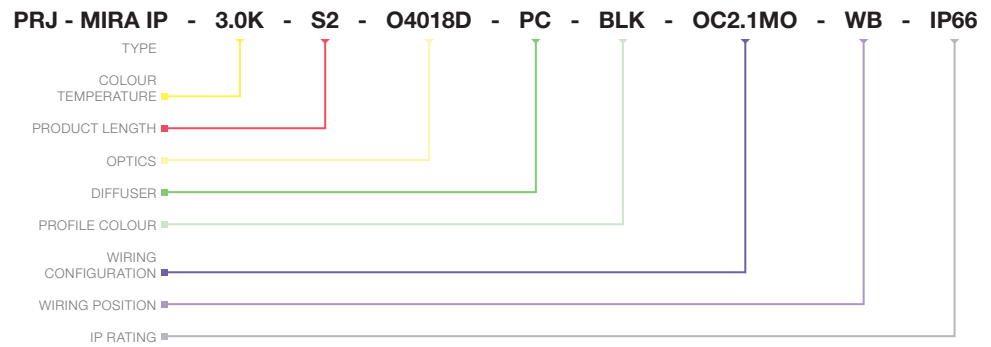 PRJ - MIRA IP - 3.0K - S2 - O4018D - PC - BLK - OC2.1MO - WB - IP66
TYPE
COLOUR
TEMPERATURE
PRODUCT LENGTH
OPTICS
DIFFUSER
PROFILE COLOUR
WIRING
CONFIGURATION
WIRING POSITION
IP RATING